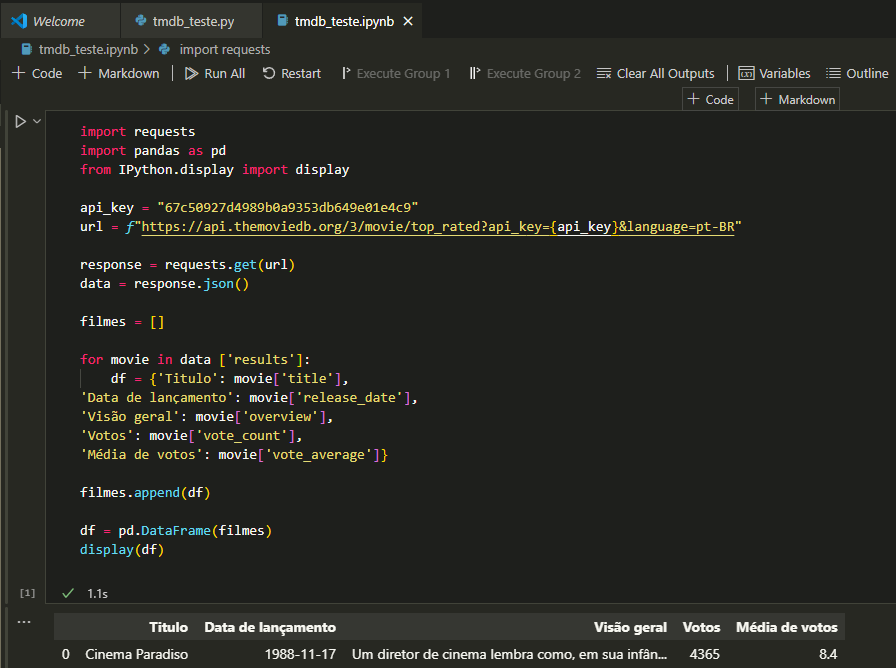 Welcome tmdb_teste.py tmdb_teste.ipynb
tmdb_teste.ipynb > import requests
+ Code + Markdown Run All Restart Execute Group 1 Execute Group 2 Clear All Outputs Variables Outline
+ Code + Markdown
import requests
import pandas as pd
from IPython.display import display
api_key = "67c50927d4989b0a9353db649e01e4c9"
url = f"https://api.themoviedb.org/3/movie/top_rated?api_key={api_key}&language=pt-BR"
response = requests.get(url)
data = response.json()
filmes = []
for movie in data ['results']:
    df = {'Titulo': movie['title'],
'Data de lançamento': movie['release_date'],
'Visão geral': movie['overview'],
'Votos': movie['vote_count'],
'Média de votos': movie['vote_average']}
filmes.append(df)
df = pd.DataFrame(filmes)
display(df)
[1] 1.1s
Titulo Data de lançamento Visão geral Votos Média de votos
0 Cinema Paradiso 1988-11-17 Um diretor de cinema lembra como, em sua infân... 4365 8.4